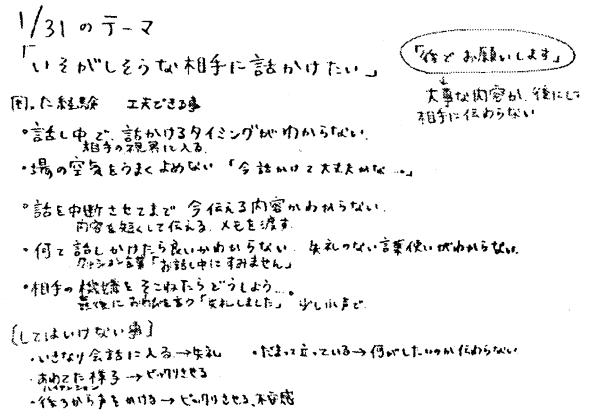 1/31 のテーマ
「いそがしそうな相手に話かけたい」
「後でお願いします」
↓
大事な内容が、後にして
相手に伝わらない
困った経験 工夫できる事
・話し中で、話かけるタイミングがわからない。
相手の視界に入る。
・場の空気をうまくよめない「今話かけて大丈夫かな…。」
・話を中断させてまで今伝える内容かわからない。
内容を短くして伝える。メモを渡す。
・何て話しかけたら良いかわからない。失礼のない言葉使いがわからない。
クッション言葉「お話し中にすみません」
・相手の機嫌をそこねたらどうしよう…。
最後におわびを言う「失礼しました」少し小声で。
[してはいけない事]
・いきなり会話に入る→失礼 ・だまって立っている→何がしたいのか伝わらない
・あわてた様子→ビックリさせる
ハイテンション
・後ろから声をかける→ビックリさせる、不安感